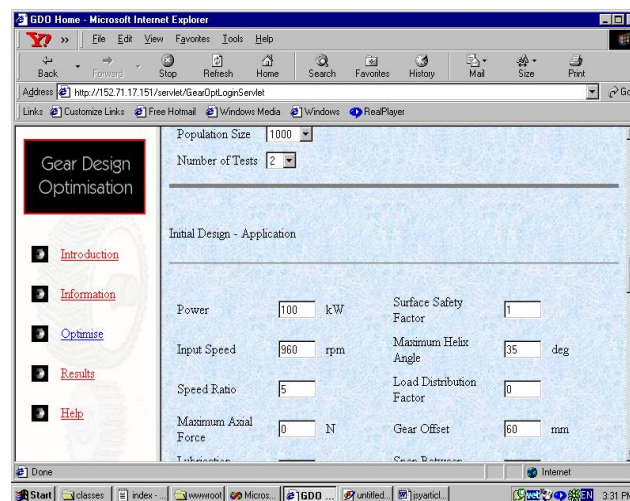 GDO Home - Microsoft Internet Explorer
File Edit View Favorites Tools Help
Back Forward Stop Refresh Home Search Favorites History Mail Size Print
Address http://152.71.17.151/servlet/GearOptLoginServlet Go
Links Customize Links Free Hotmail Windows Media Windows RealPlayer
Gear Design
Optimisation
Introduction
Information
Optimise
Results
Help
Population Size 1000
Number of Tests 2
Initial Design - Application
Power 100 kW
Surface Safety Factor 1
Input Speed 960 rpm
Maximum Helix Angle 35 deg
Speed Ratio 5
Load Distribution Factor 0
Maximum Axial Force 0 N
Gear Offset 60 mm
Lubrication
Span Between
Done Internet
Start classes index - ... wwwroot Micros... GDO ... untitled... jsyarticl... EN 3:31 PM